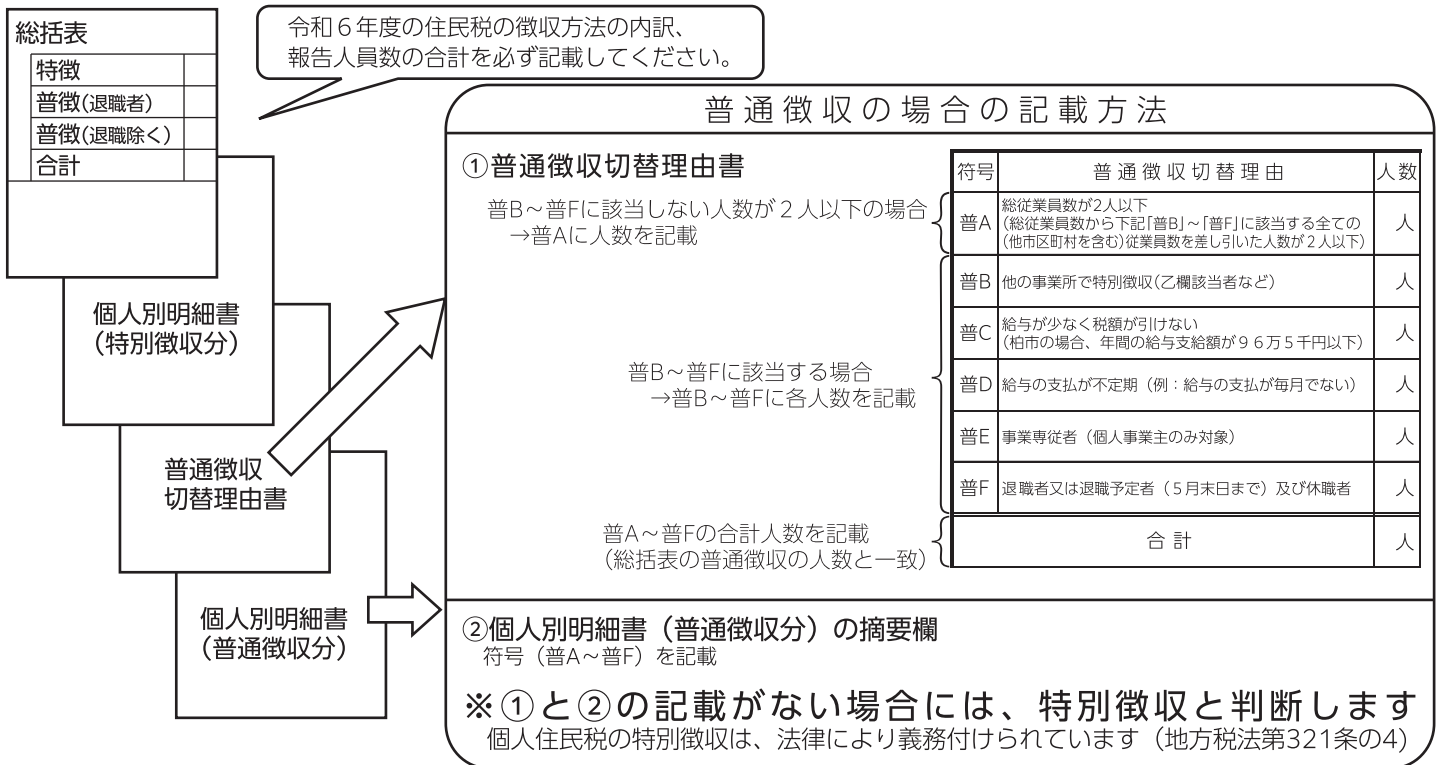 総括表
特徴
普徴(退職者)
普徴(退職除く)
合計
令和６年度の住民税の徴収方法の内訳、
報告人員数の合計を必ず記載してください。
個人別明細書
（特別徴収分）
普通徴収
切替理由書
個人別明細書
（普通徴収分）
普通徴収の場合の記載方法
①普通徴収切替理由書
普B～普Fに該当しない人数が２人以下の場合
→普Aに人数を記載
普B～普Fに該当する場合
→普B～普Fに各人数を記載
普A～普Fの合計人数を記載
（総括表の普通徴収の人数と一致）
符号 普通徴収切替理由 人数
普A 総従業員数が2人以下 人
(総従業員数から下記「普B」～「普F」に該当する全ての
(他市区町村を含む)従業員数を差し引いた人数が２人以下)
普B 他の事業所で特別徴収(乙欄該当者など) 人
普C 給与が少なく税額が引けない 人
(柏市の場合、年間の給与支給額が９６万５千円以下)
普D 給与の支払が不定期（例：給与の支払が毎月でない） 人
普E 事業専従者（個人事業主のみ対象） 人
普F 退職者又は退職予定者（５月末日まで）及び休職者 人
合計 人
②個人別明細書（普通徴収分）の摘要欄
符号（普A～普F）を記載
※①と②の記載がない場合には、特別徴収と判断します
個人住民税の特別徴収は、法律により義務付けられています（地方税法第321条の4）